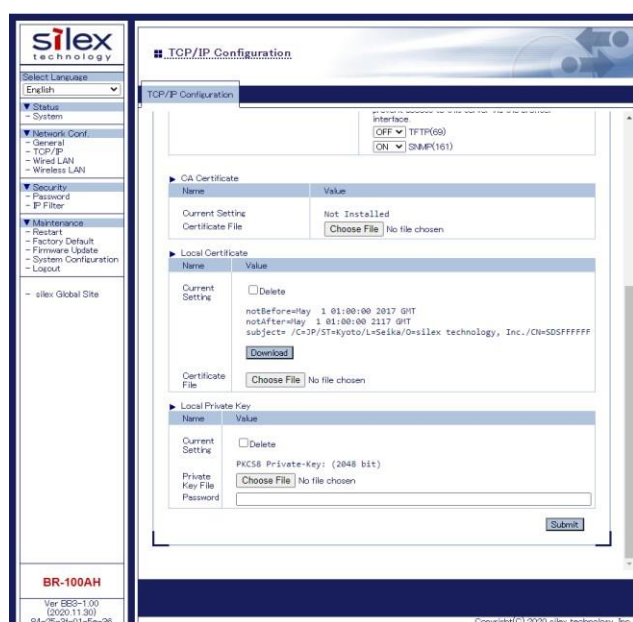 silex
technology
Select Language
English
▼ Status
- System
▼ Network Conf.
- General
- TCP/IP
- Wired LAN
- Wireless LAN
▼ Security
- Password
- IP Filter
▼ Maintenance
- Restart
- Factory Default
- Firmware Update
- System Configuration
- Logout
- silex Global Site
BR-100AH
Ver BB3-1.00
(2020.11.30)
TCP/IP Configuration
TCP/IP Configuration
interface.
OFF TFTP(69)
ON SNMP(161)
CA Certificate
Name Value
Current Setting Not Installed
Certificate File Choose File No file chosen
Local Certificate
Name Value
Current Setting Delete
notBefore=May 1 01:00:00 2017 GMT
notAfter=May 1 01:00:00 2117 GMT
subject= /C=JP/ST=Kyoto/L=Seika/O=silex technology, Inc./CN=SDSFFFFFF
Download
Certificate File Choose File No file chosen
Local Private Key
Name Value
Current Setting Delete
PKCS8 Private-Key: (2048 bit)
Private Key File Choose File No file chosen
Password
Submit